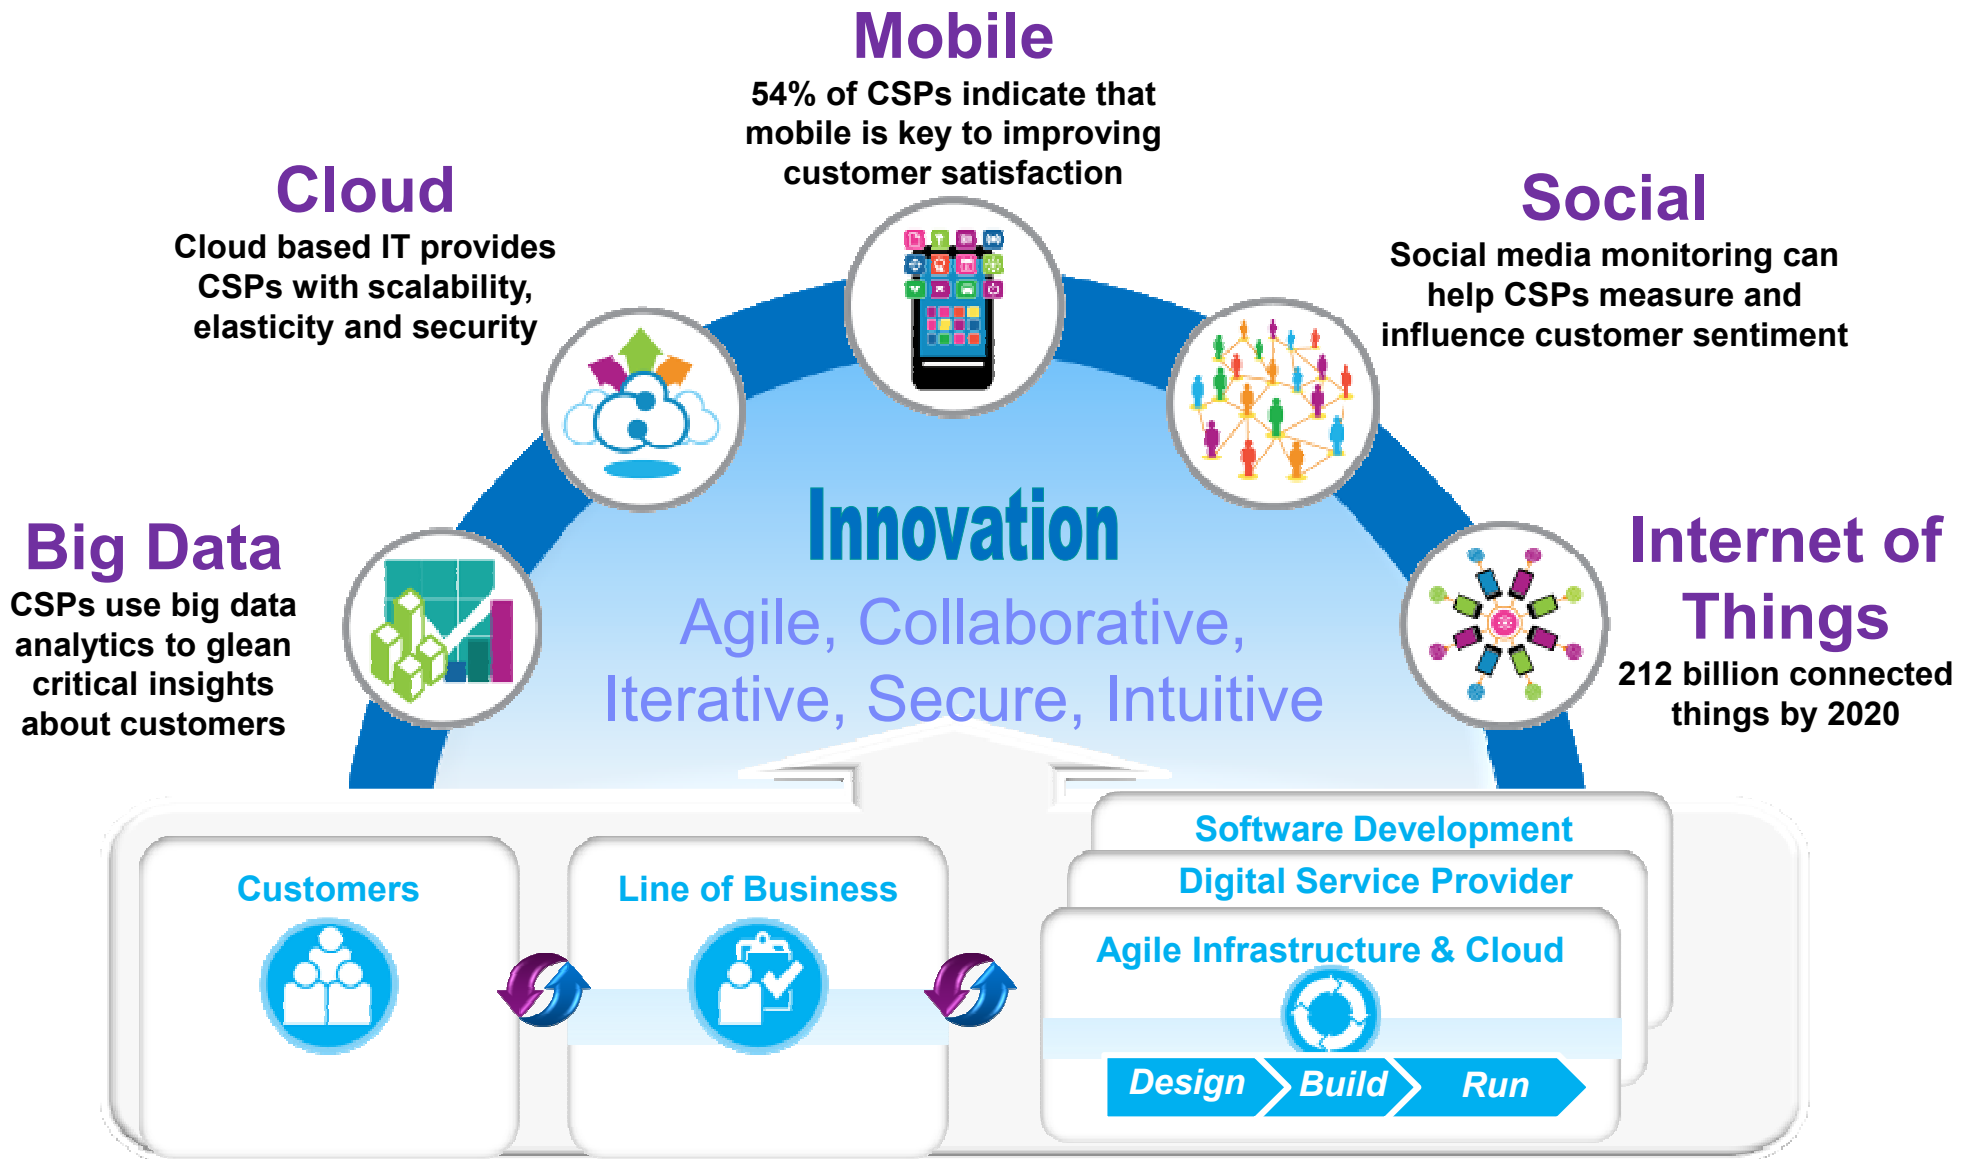 Mobile
54% of CSPs indicate that
mobile is key to improving
customer satisfaction
Cloud
Cloud based IT provides
CSPs with scalability,
elasticity and security
Social
Social media monitoring can
help CSPs measure and
influence customer sentiment
Big Data
CSPs use big data
analytics to glean
critical insights
about customers
Innovation
Agile, Collaborative,
Iterative, Secure, Intuitive
Internet of
Things
212 billion connected
things by 2020
Customers
Line of Business
Software Development
Digital Service Provider
Agile Infrastructure & Cloud
Design
Build
Run